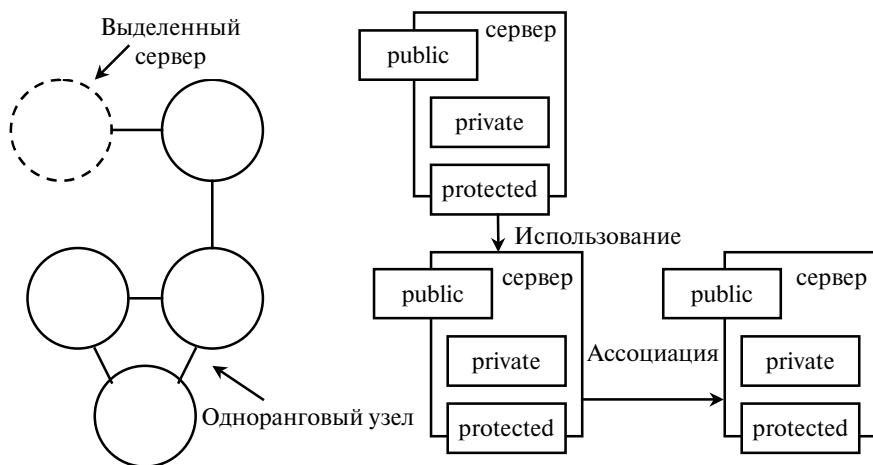 Выделенный
сервер
Одноранговый узел
сервер
public
private
protected
Использование
сервер
public
private
protected
Ассоциация
сервер
public
private
protected